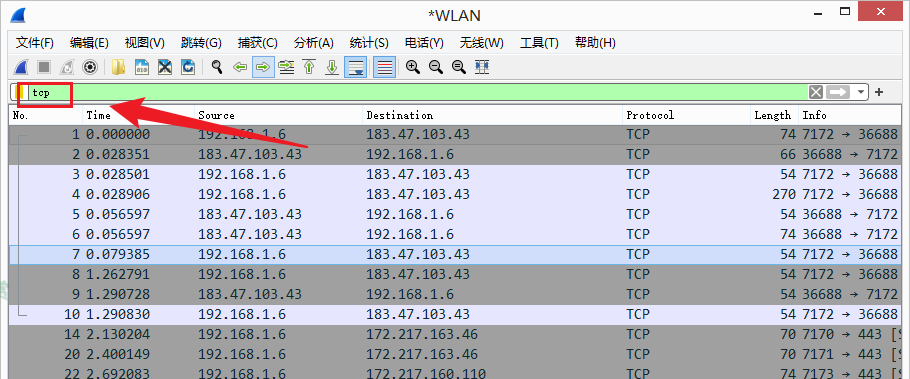 *WLAN
文件(F) 编辑(E) 视图(V) 跳转(G) 捕获(C) 分析(A) 统计(S) 电话(Y) 无线(W) 工具(T) 帮助(H)
tcp
No. Time Source Destination Protocol Length Info
1 0.000000 192.168.1.6 183.47.103.43 TCP 74 7172 → 36688
2 0.028351 183.47.103.43 192.168.1.6 TCP 66 36688 → 7172
3 0.028501 192.168.1.6 183.47.103.43 TCP 54 7172 → 36688
4 0.028906 192.168.1.6 183.47.103.43 TCP 270 7172 → 36688
5 0.056597 183.47.103.43 192.168.1.6 TCP 54 36688 → 7172
6 0.056597 183.47.103.43 192.168.1.6 TCP 74 36688 → 7172
7 0.079385 192.168.1.6 183.47.103.43 TCP 54 7172 → 36688
8 1.262791 192.168.1.6 183.47.103.43 TCP 54 7172 → 36688
9 1.290728 183.47.103.43 192.168.1.6 TCP 54 36688 → 7172
10 1.290830 192.168.1.6 183.47.103.43 TCP 54 7172 → 36688
14 2.130204 192.168.1.6 172.217.163.46 TCP 70 7170 → 443 [S
20 2.400149 192.168.1.6 172.217.163.46 TCP 70 7171 → 443 [S
22 2.692083 192.168.1.6 172.217.160.110 TCP 74 7173 → 443 [S